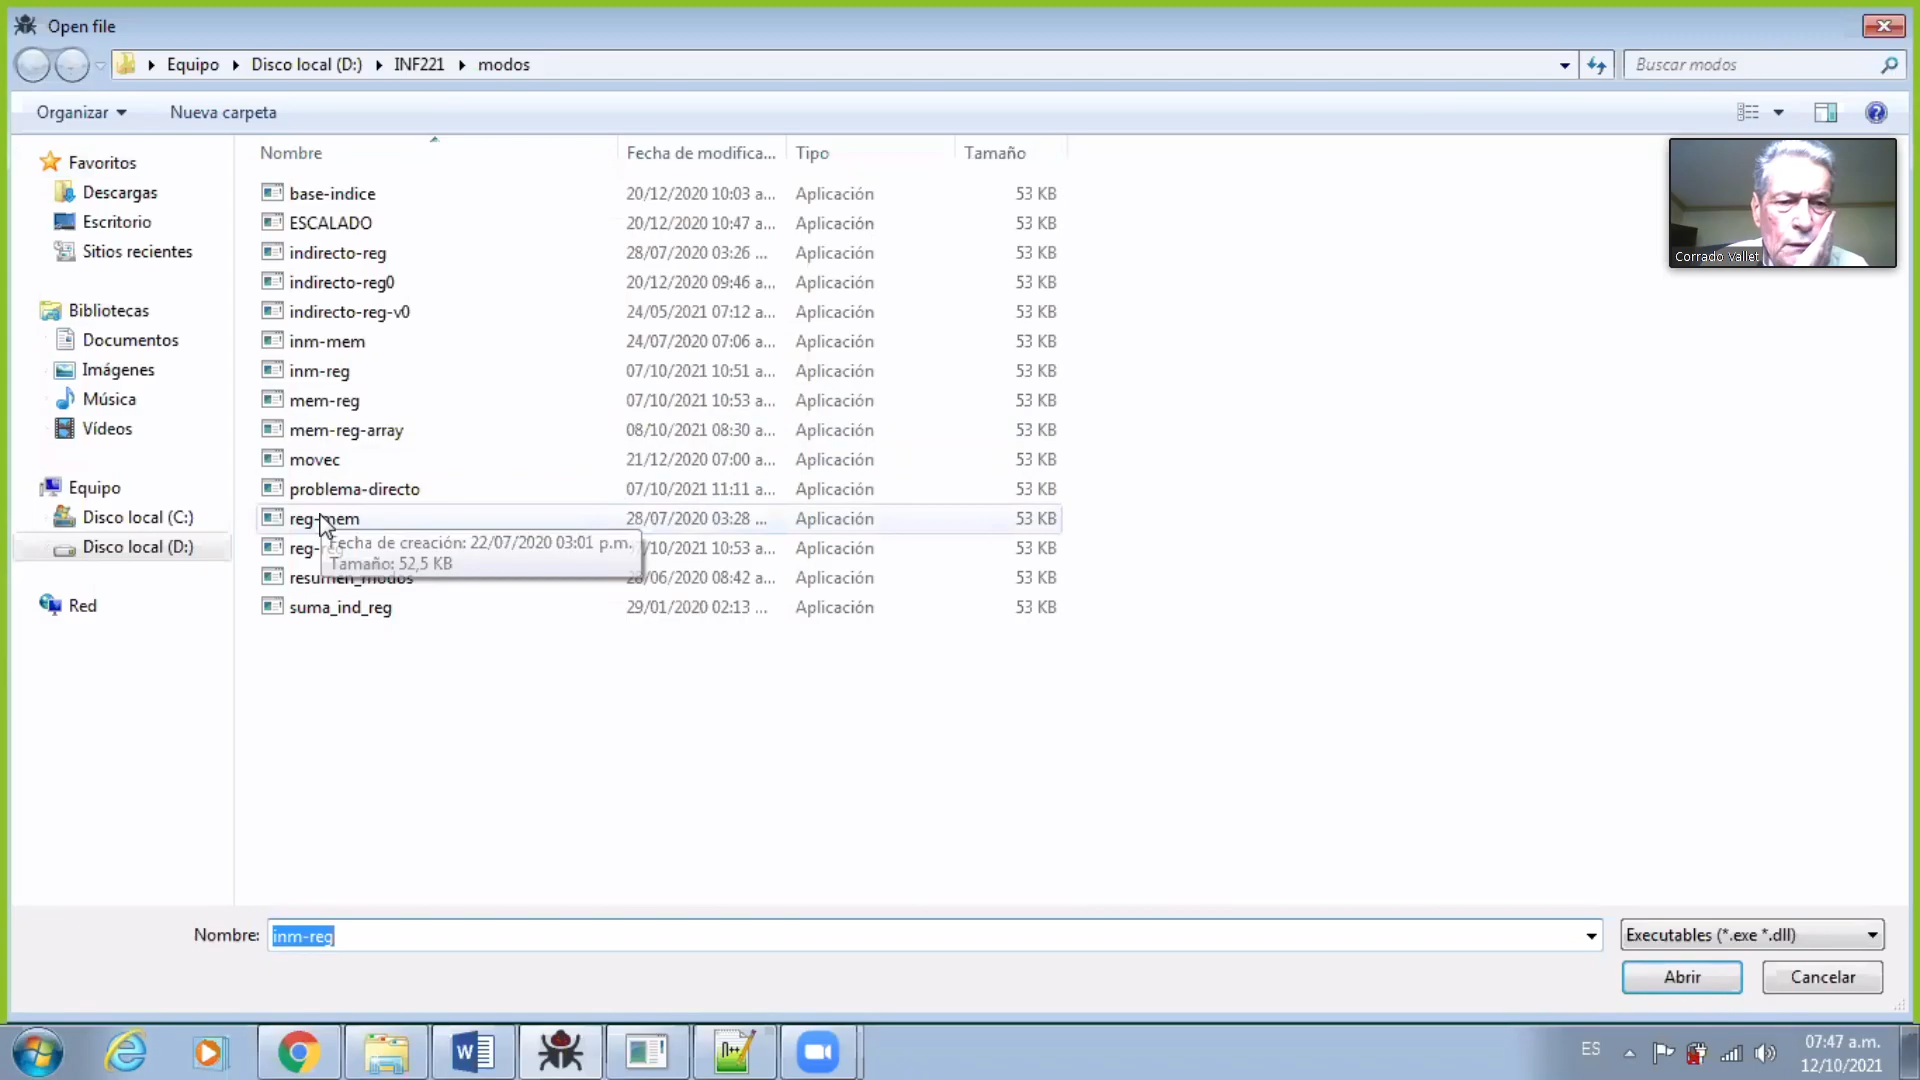 Open file
Equipo Disco local (D:) INF221 modos
Buscar modos
Organizar Nueva carpeta
Nombre Fecha de modifica... Tipo Tamaño
Favoritos
Descargas
Escritorio
Sitios recientes
Bibliotecas
Documentos
Imágenes
Música
Vídeos
Equipo
Disco local (C:)
Disco local (D:)
Red
base-indice 20/12/2020 10:03 a... Aplicación 53 KB
ESCALADO 20/12/2020 10:47 a... Aplicación 53 KB
indirecto-reg 28/07/2020 03:26 ... Aplicación 53 KB
indirecto-reg0 20/12/2020 09:46 a... Aplicación 53 KB
indirecto-reg-v0 24/05/2021 07:12 a... Aplicación 53 KB
inm-mem 24/07/2020 07:06 a... Aplicación 53 KB
inm-reg 07/10/2021 10:51 a... Aplicación 53 KB
mem-reg 07/10/2021 10:53 a... Aplicación 53 KB
mem-reg-array 08/10/2021 08:30 a... Aplicación 53 KB
movec 21/12/2020 07:00 a... Aplicación 53 KB
problema-directo 07/10/2021 11:11 a... Aplicación 53 KB
reg-mem 28/07/2020 03:28 ... Aplicación 53 KB
/10/2021 10:53 a... Aplicación 53 KB
Fecha de creación: 22/07/2020 03:01 p.m.
Tamaño: 52,5 KB
resumen_modos 28/06/2020 08:42 a... Aplicación 53 KB
suma_ind_reg 29/01/2020 02:13 ... Aplicación 53 KB
Corrado Vallet
Nombre: inm-reg Executables (*.exe *.dll)
Abrir Cancelar
ES
07:47 a.m.
12/10/2021